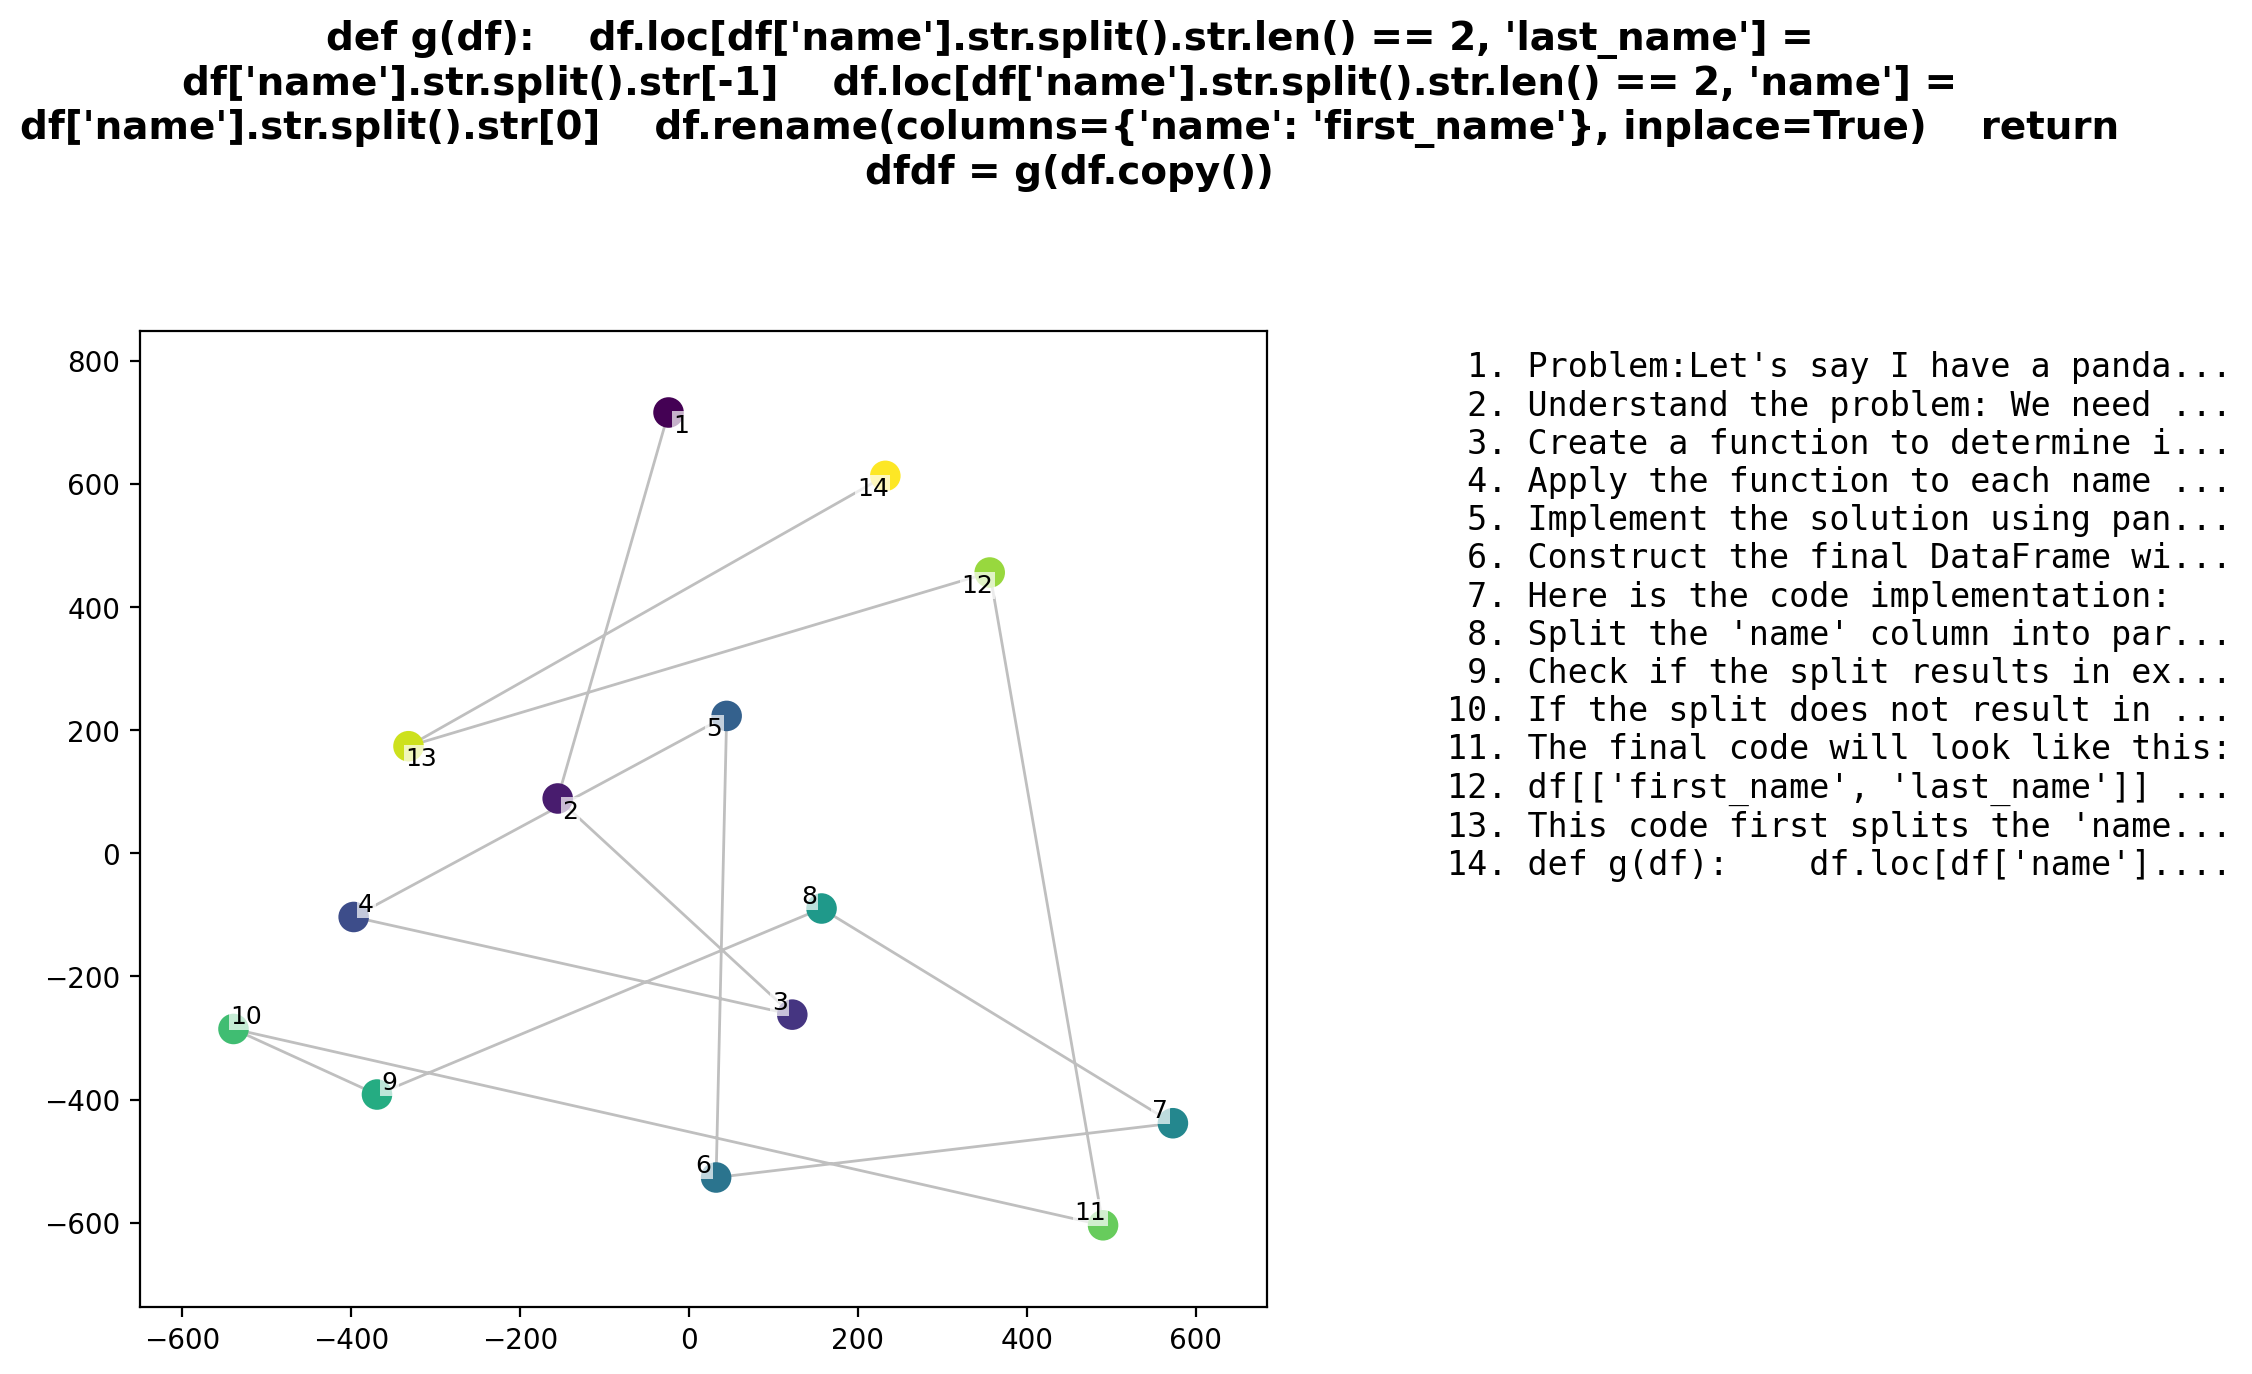 def g(df):    df.loc[df['name'].str.split().str.len() == 2, 'last_name'] =
df['name'].str.split().str[-1]    df.loc[df['name'].str.split().str.len() == 2, 'name'] =
df['name'].str.split().str[0]    df.rename(columns={'name': 'first_name'}, inplace=True)    return
dfdf = g(df.copy())
800
600
400
200
0
−200
−400
−600
−600
−400
−200
0
200
400
600
1
14
12
5
13
2
4
8
3
10
9
7
6
11
1. Problem:Let's say I have a panda...
2. Understand the problem: We need ...
3. Create a function to determine i...
4. Apply the function to each name ...
5. Implement the solution using pan...
6. Construct the final DataFrame wi...
7. Here is the code implementation:
8. Split the 'name' column into par...
9. Check if the split results in ex...
10. If the split does not result in ...
11. The final code will look like this:
12. df[['first_name', 'last_name']] ...
13. This code first splits the 'name...
14. def g(df):    df.loc[df['name']....